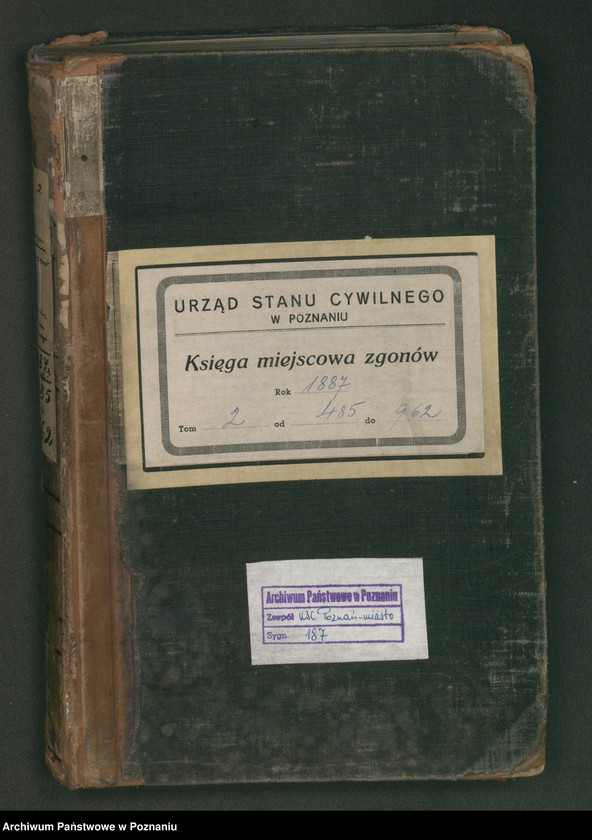 URZĄD STANU CYWILNEGO
W POZNANIU
Księga miejscowa zgonów
Rok 1887
Tom 2 od 485 do 962
Archiwum Państwowe w Poznaniu
Zespół USC Poznań-miasto
Sygn. 187
Archiwum Państwowe w Poznaniu